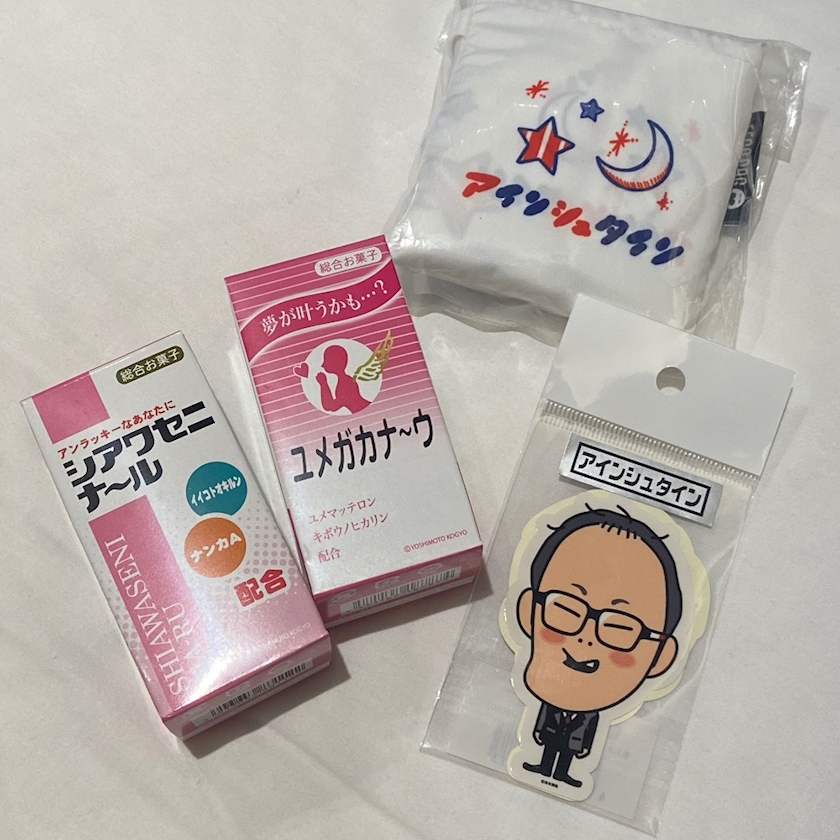 アインシュタイン
総合お菓子
夢が叶うかも…?
ユメガカナ〜ウ
ユメマッテロン
キボウノヒカリン
配合
©YOSHIMOTO KOGYO
総合お菓子
アンラッキーなあなたに
シアワセニ
ナ〜ル
イイコトオキルン
ナンカA
配合
SHIAWASENI
アインシュタイン